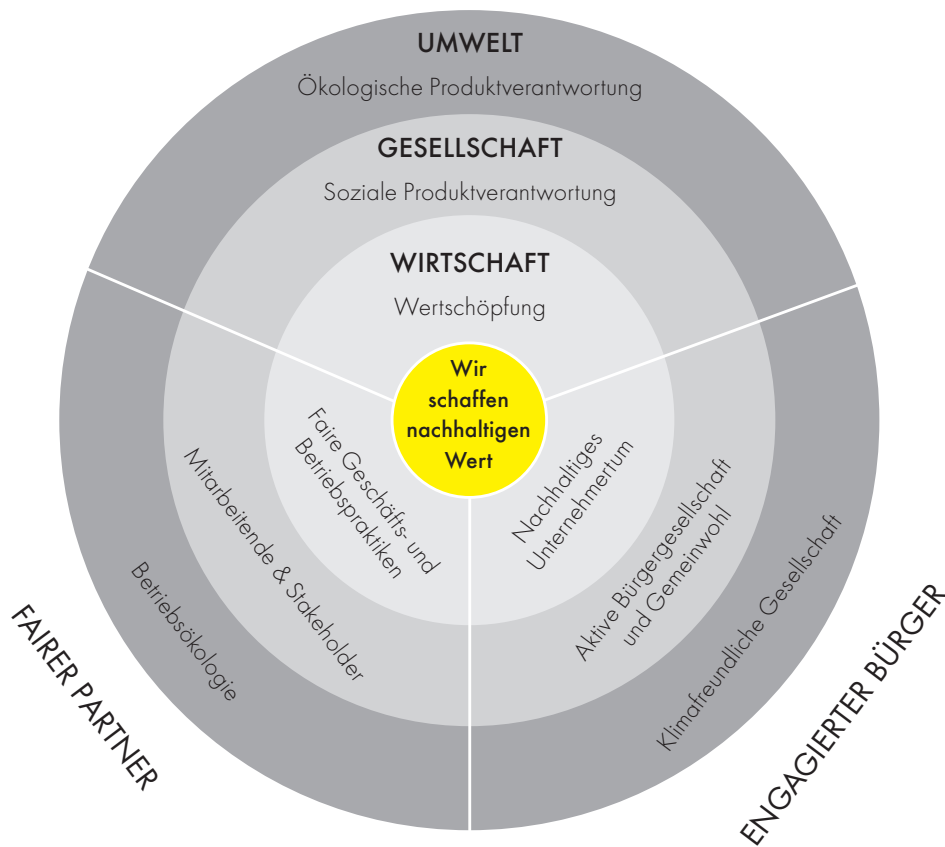 UMWELT
Ökologische Produktverantwortung
GESELLSCHAFT
Soziale Produktverantwortung
WIRTSCHAFT
Wertschöpfung
Wir
schaffen
nachhaltigen
Wert
Faire Geschäfts- und
Betriebspraktiken
Mitarbeitende & Stakeholder
Betriebsökologie
FAIRER PARTNER
Nachhaltiges
Unternehmertum
Aktive Bürgergesellschaft
und Gemeinwohl
Klimafreundliche Gesellschaft
ENGAGIERTER BÜRGER